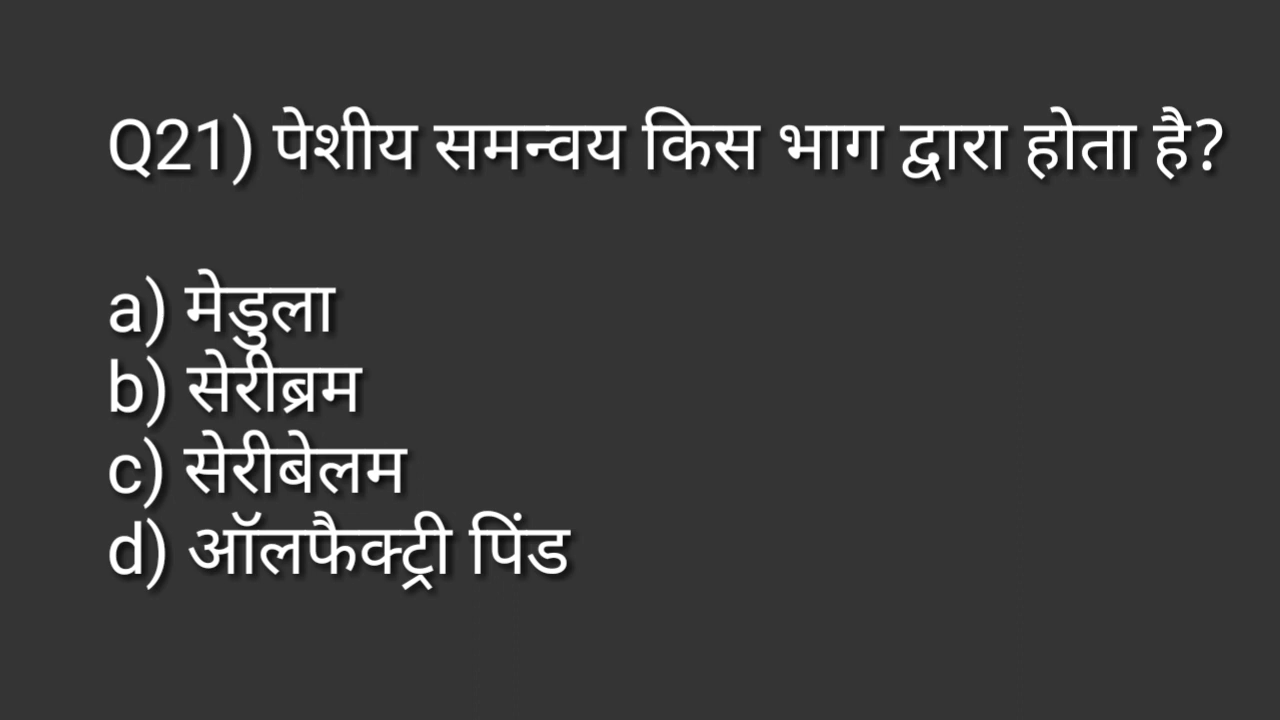 Q21) पेशीय समन्वय किस भाग द्वारा होता है?
a) मेडुला
b) सेरीब्रम
c) सेरीबेलम
d) ऑलफैक्ट्री पिंड